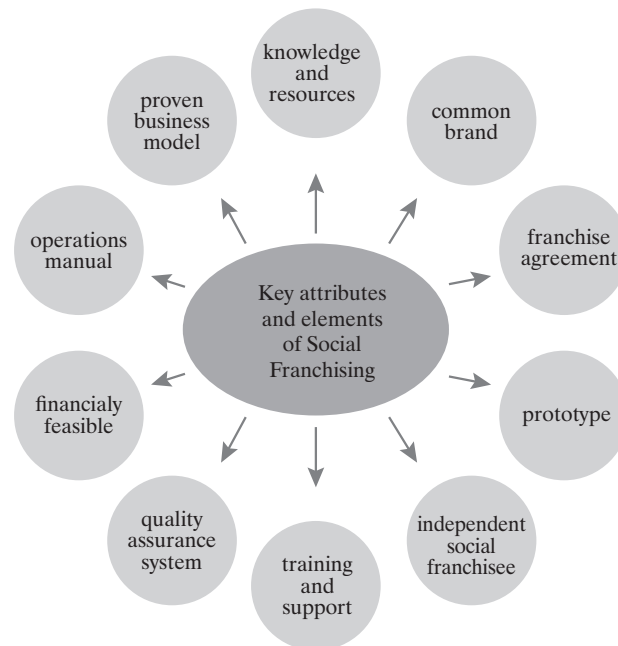 knowledge
and
resources
common
brand
franchise
agreement
prototype
independent
social
franchisee
training
and
support
quality
assurance
system
financialy
feasible
operations
manual
proven
business
model
Key attributes
and elements
of Social
Franchising